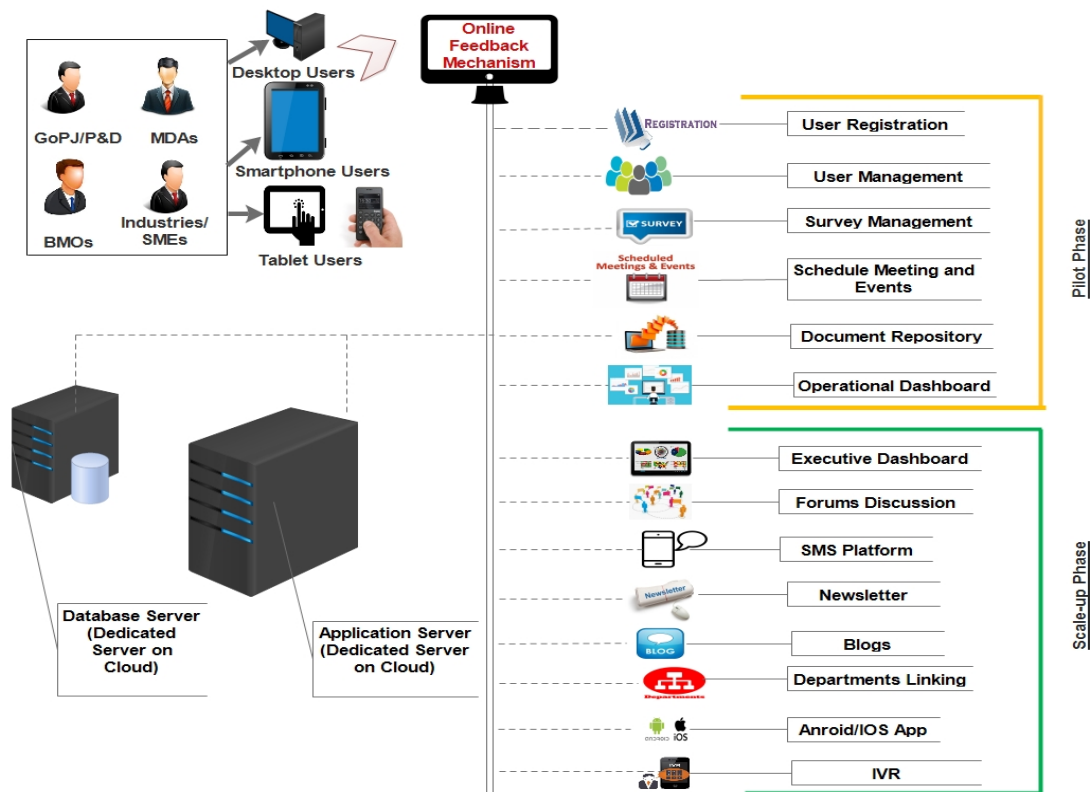 Online
Feedback
Mechanism
GoPJ/P&D
MDAs
BMOs
Industries/
SMEs
Desktop Users
Smartphone Users
Tablet Users
REGISTRATION
User Registration
User Management
SURVEY
Survey Management
Scheduled
Meetings & Events
Schedule Meeting and
Events
Document Repository
Operational Dashboard
Pilot Phase
Executive Dashboard
Forums Discussion
SMS Platform
Newsletter
Newsletter
BLOG
Blogs
Departments
Departments Linking
ANDROID
iOS
Anroid/IOS App
IVR
Scale-up Phase
Database Server
(Dedicated
Server on
Cloud)
Application Server
(Dedicated Server
on Cloud)